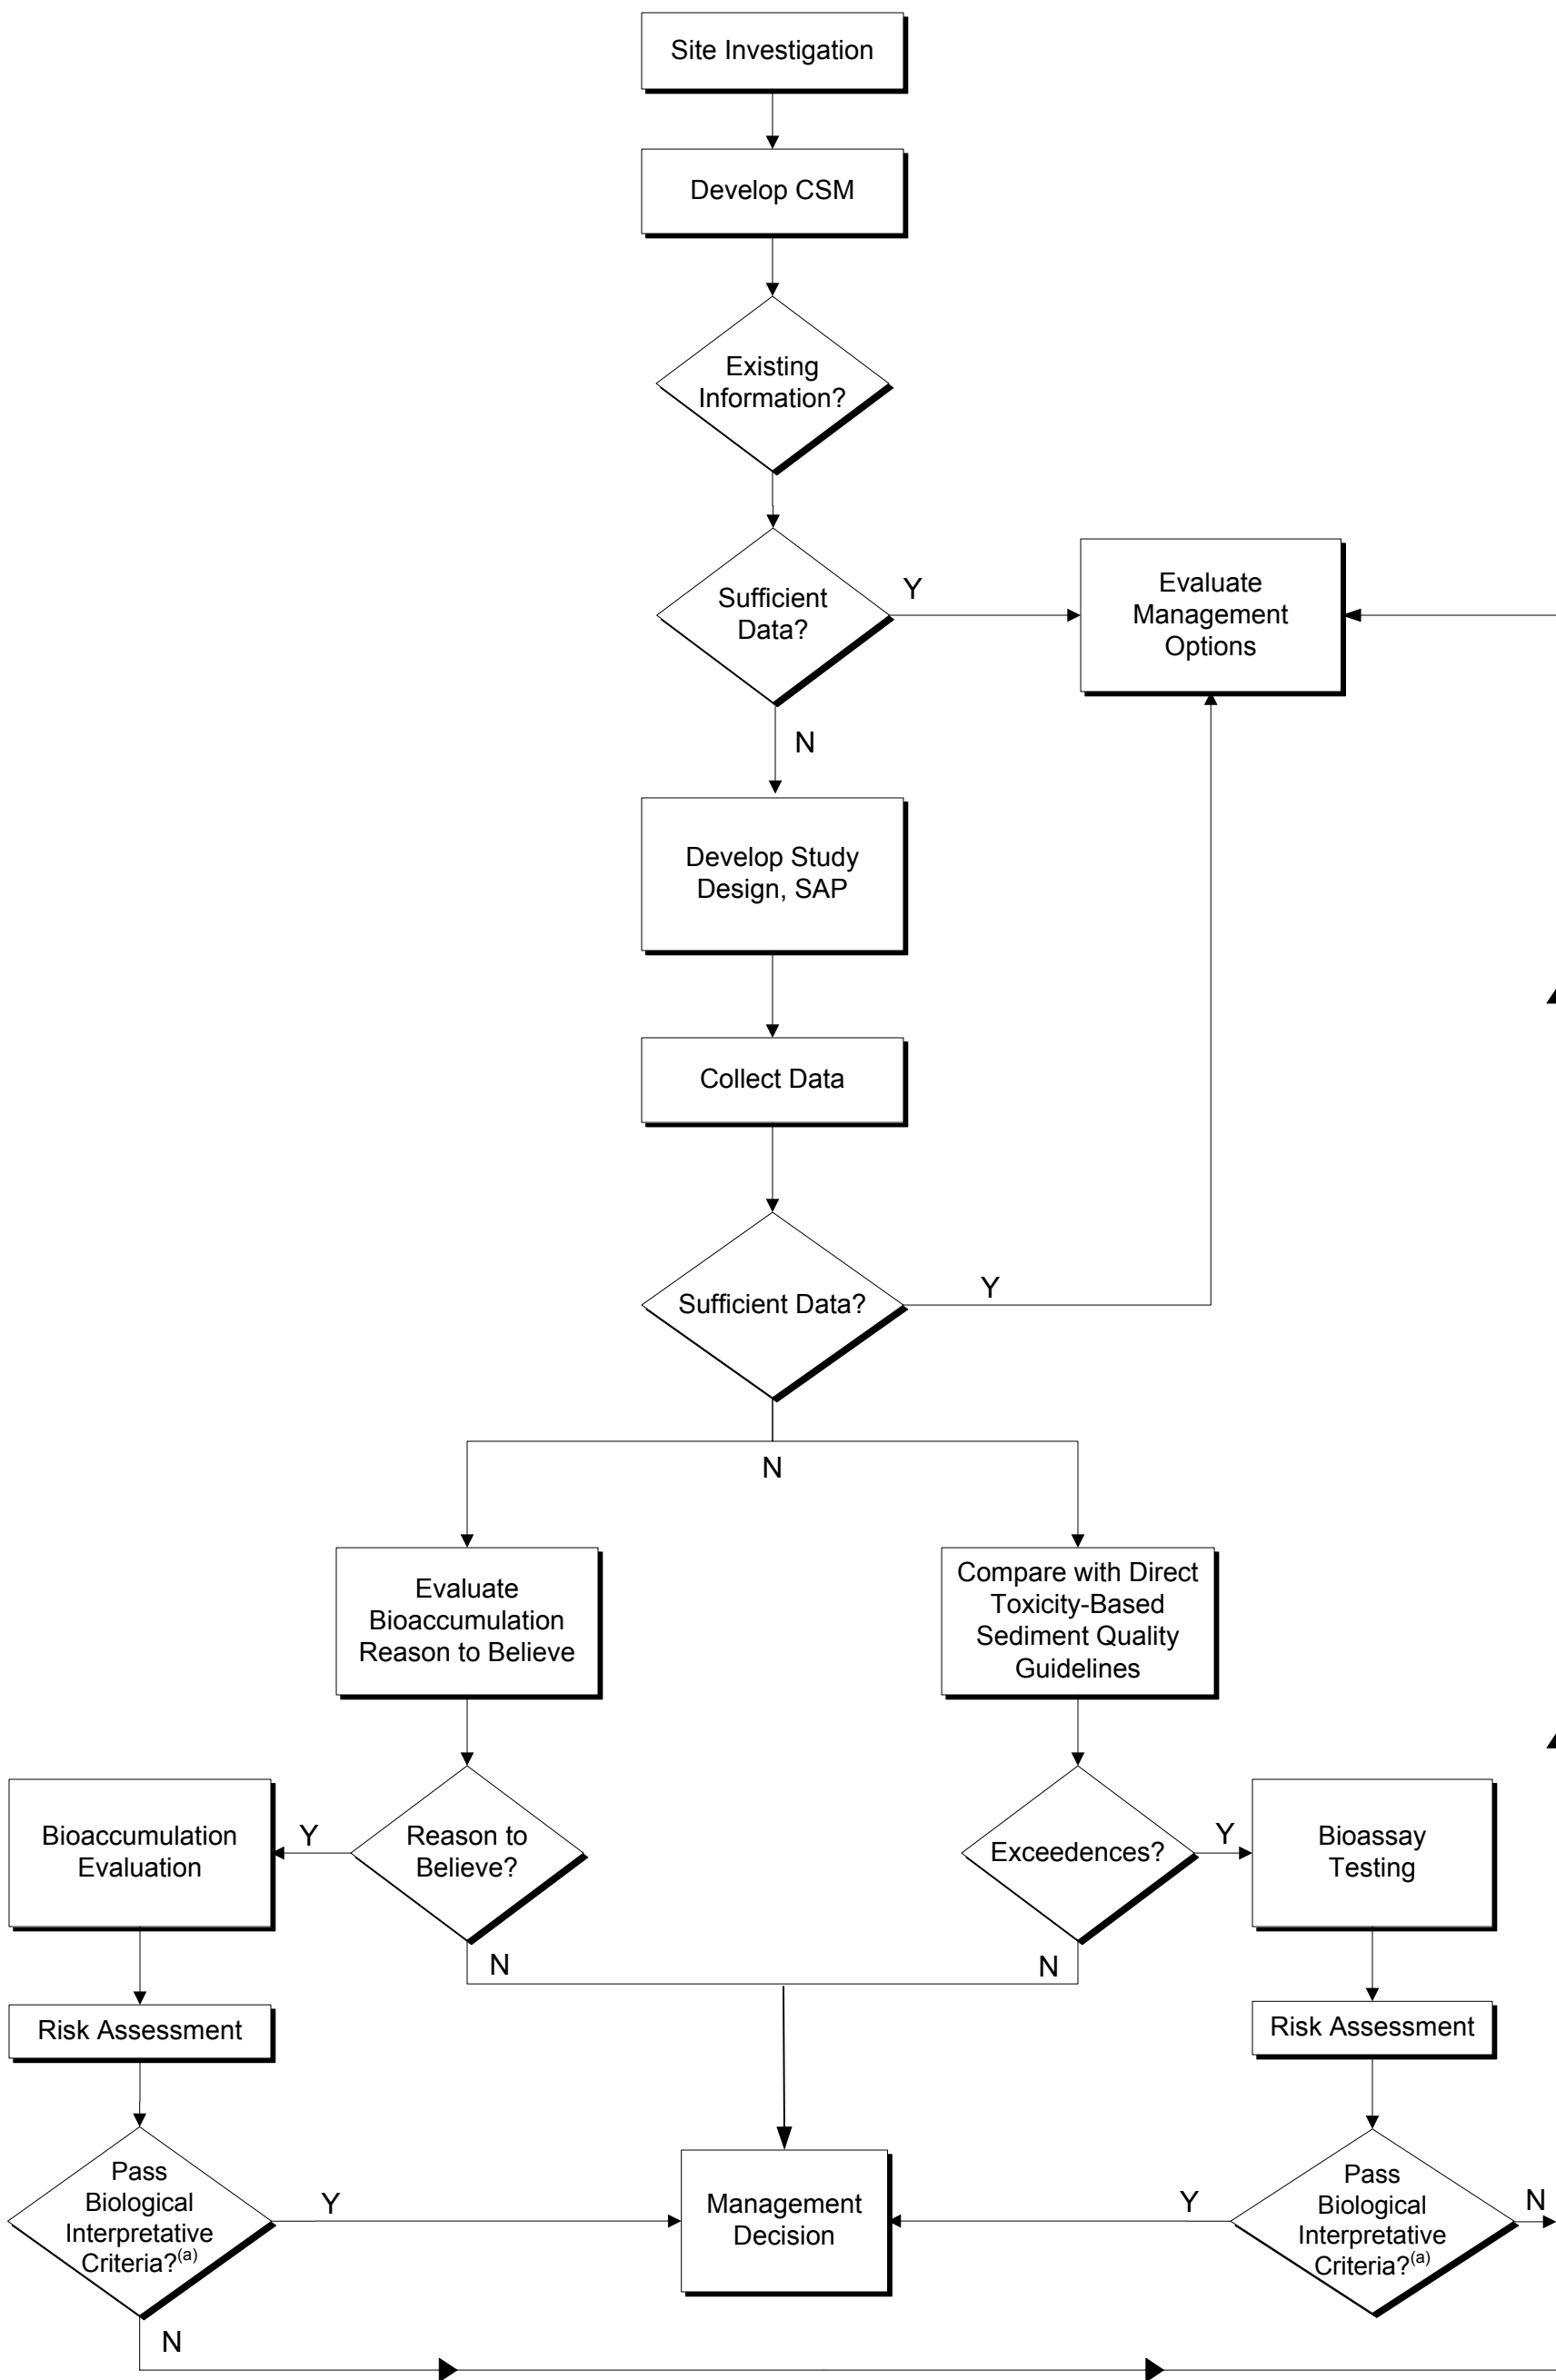 Site Investigation
Develop CSM
Existing
Information?
Sufficient
Data?
Y
Evaluate
Management
Options
N
Develop Study
Design, SAP
Collect Data
Sufficient Data?
Y
N
Evaluate
Bioaccumulation
Reason to Believe
Compare with Direct
Toxicity-Based
Sediment Quality
Guidelines
Bioaccumulation
Evaluation
Y
Reason to
Believe?
Exceedences?
Y
Bioassay
Testing
N
N
Risk Assessment
Risk Assessment
Pass
Biological
Interpretative
Criteria?(a)
Y
Management
Decision
Y
Pass
Biological
Interpretative
Criteria?(a)
N
N